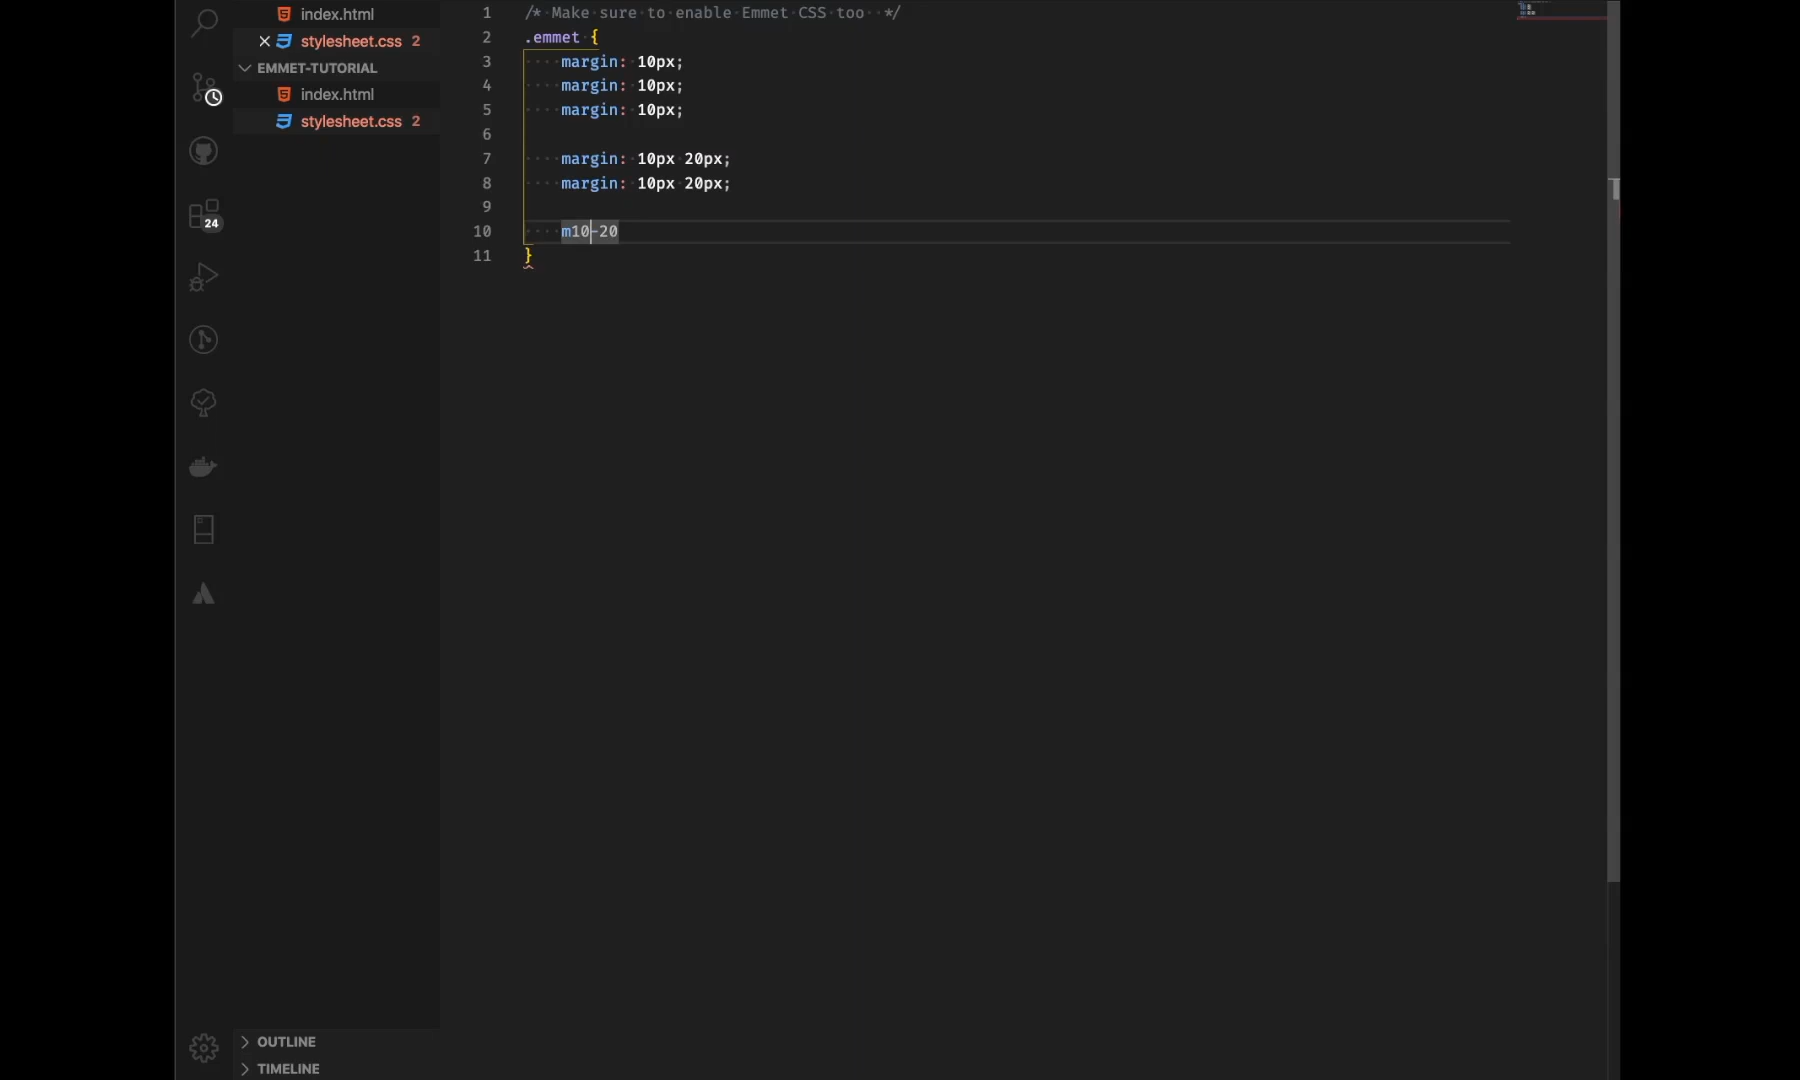 index.html
stylesheet.css 2
EMMET-TUTORIAL
index.html
stylesheet.css 2
24
OUTLINE
TIMELINE
1 /* Make sure to enable Emmet CSS too  */
2 .emmet {
3 margin: 10px;
4 margin: 10px;
5 margin: 10px;
6
7 margin: 10px 20px;
8 margin: 10px 20px;
9
10 m10-20
11 }